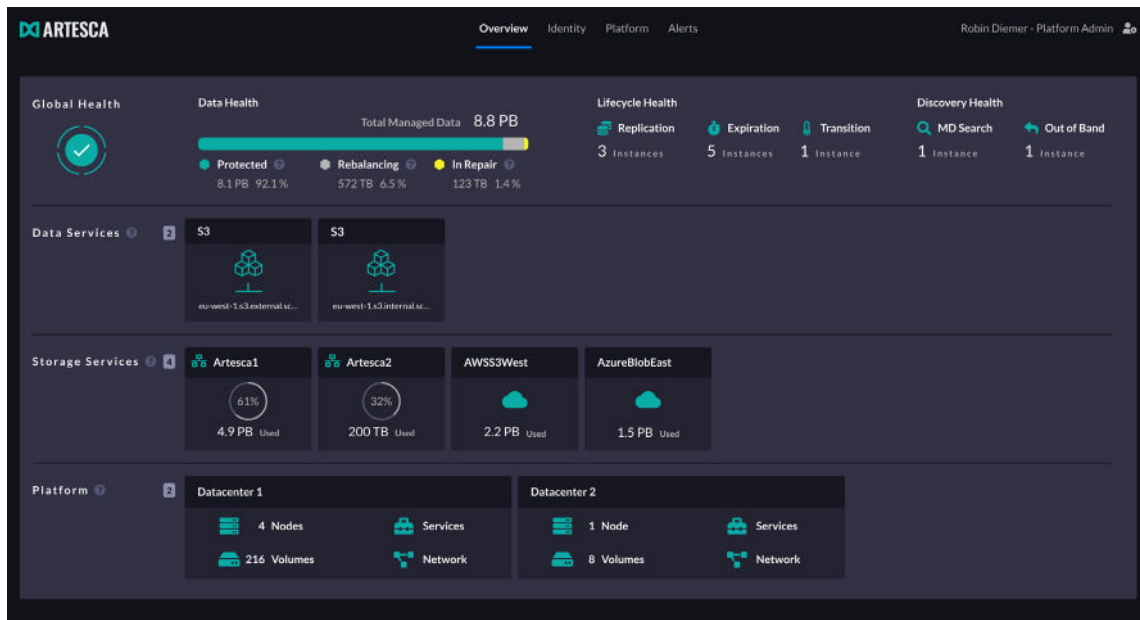 ARTESCA
Overview Identity Platform Alerts
Robin Diemer - Platform Admin
Global Health
Data Health
Total Managed Data 8.8 PB
Protected ? Rebalancing ? In Repair ?
8.1 PB 92.1% 572 TB 6.5% 123 TB 1.4%
Lifecycle Health
Replication Expiration Transition
3 Instances 5 Instances 1 Instance
Discovery Health
MD Search Out of Band
1 Instance 1 Instance
Data Services ? 2
S3 S3
eu-west-1.s3.external.sc... eu-west-1.s3.internal.sc...
Storage Services ? 4
Artesca1 Artesca2 AWSS3West AzureBlobEast
61% 32%
4.9 PB Used 200 TB Used 2.2 PB Used 1.5 PB Used
Platform ? 2
Datacenter 1
4 Nodes Services
216 Volumes Network
Datacenter 2
1 Node Services
8 Volumes Network